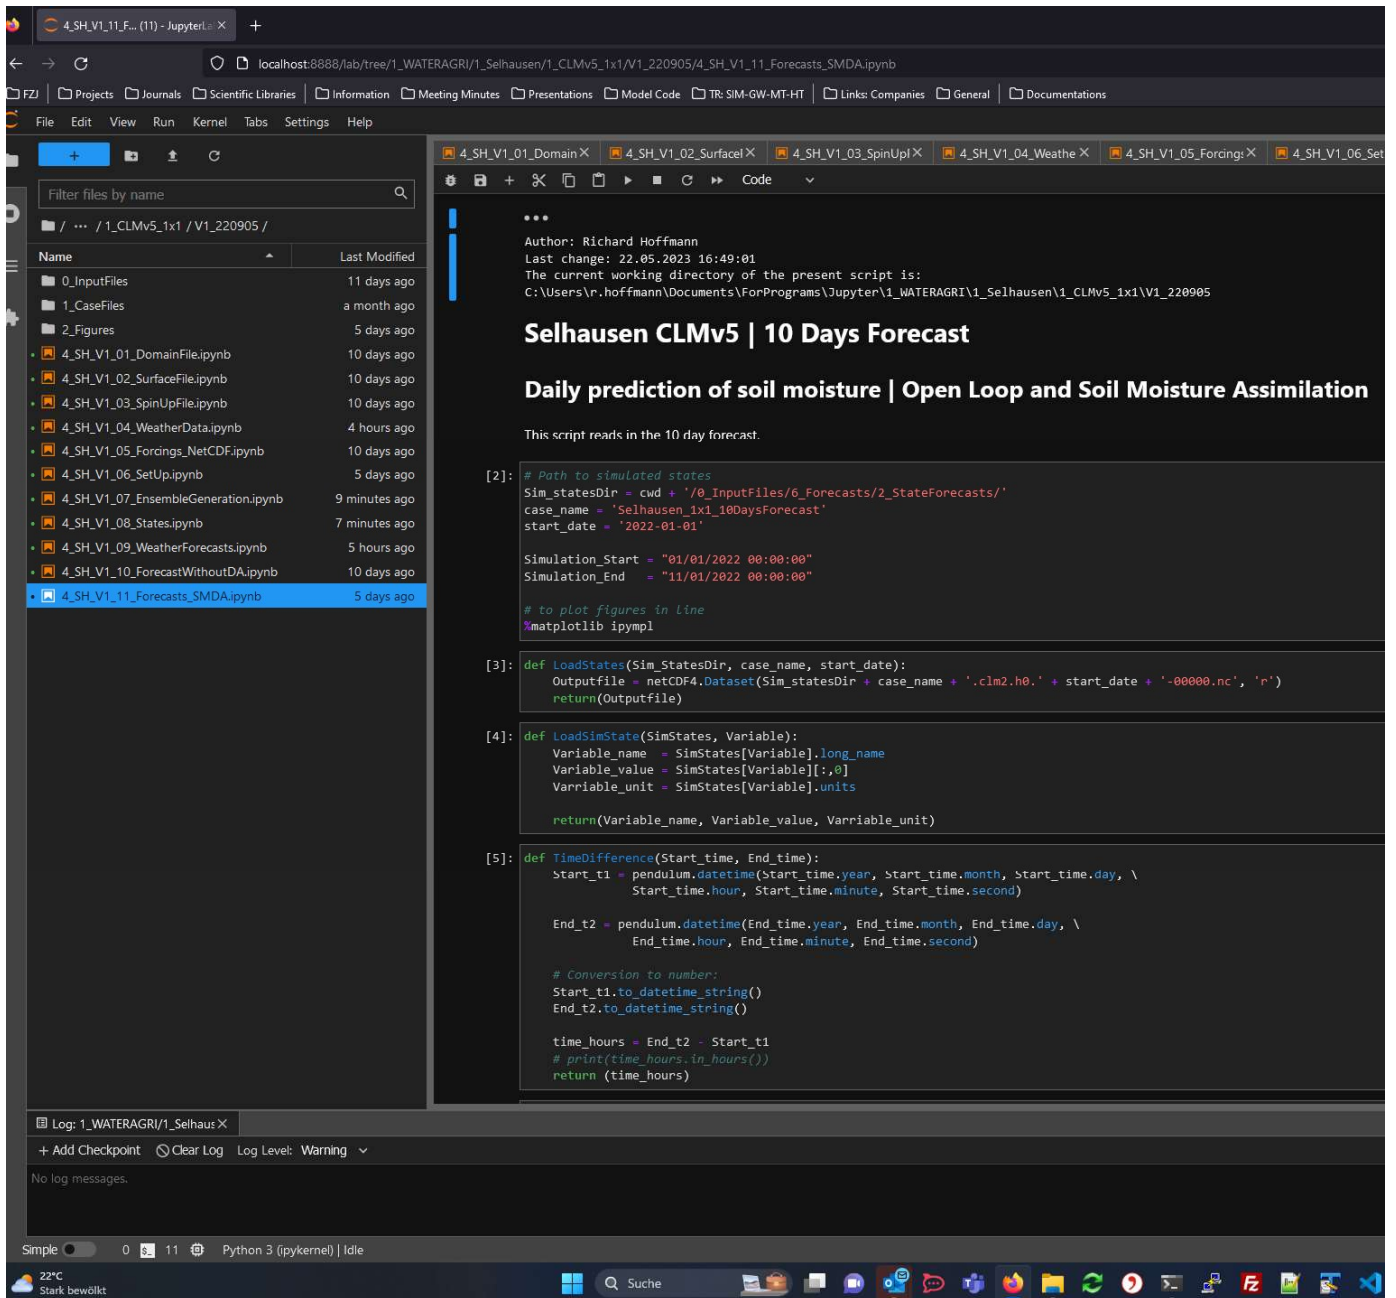 4_SH_V1_11_F... (11) - JupyterLa
localhost:8888/lab/tree/1_WATERAGRI/1_Selhausen/1_CLMv5_1x1/V1_220905/4_SH_V1_11_Forecasts_SMDA.ipynb
FZJ Projects Journals Scientific Libraries Information Meeting Minutes Presentations Model Code TR: SIM-GW-MT-HT Links: Companies General Documentations
File Edit View Run Kernel Tabs Settings Help
4_SH_V1_01_Domain 4_SH_V1_02_Surfacel 4_SH_V1_03_SpinUpl 4_SH_V1_04_Weathe 4_SH_V1_05_Forcing: 4_SH_V1_06_Set
Code
Filter files by name
/ ··· / 1_CLMv5_1x1 / V1_220905 /
Name Last Modified
0_InputFiles 11 days ago
1_CaseFiles a month ago
2_Figures 5 days ago
4_SH_V1_01_DomainFile.ipynb 10 days ago
4_SH_V1_02_SurfaceFile.ipynb 10 days ago
4_SH_V1_03_SpinUpFile.ipynb 10 days ago
4_SH_V1_04_WeatherData.ipynb 4 hours ago
4_SH_V1_05_Forcings_NetCDF.ipynb 10 days ago
4_SH_V1_06_SetUp.ipynb 5 days ago
4_SH_V1_07_EnsembleGeneration.ipynb 9 minutes ago
4_SH_V1_08_States.ipynb 7 minutes ago
4_SH_V1_09_WeatherForecasts.ipynb 5 hours ago
4_SH_V1_10_ForecastWithoutDA.ipynb 10 days ago
4_SH_V1_11_Forecasts_SMDA.ipynb 5 days ago
Author: Richard Hoffmann
Last change: 22.05.2023 16:49:01
The current working directory of the present script is:
C:\Users\r.hoffmann\Documents\ForPrograms\Jupyter\1_WATERAGRI\1_Selhausen\1_CLMv5_1x1\V1_220905
Selhausen CLMv5 | 10 Days Forecast
Daily prediction of soil moisture | Open Loop and Soil Moisture Assimilation
This script reads in the 10 day forecast.
[2]: # Path to simulated states
Sim_statesDir = cwd + '/0_InputFiles/6_Forecasts/2_StateForecasts/'
case_name = 'Selhausen_1x1_10DaysForecast'
start_date = '2022-01-01'
Simulation_Start = "01/01/2022 00:00:00"
Simulation_End   = "11/01/2022 00:00:00"
# to plot figures in line
%matplotlib ipympl
[3]: def LoadStates(Sim_StatesDir, case_name, start_date):
Outputfile = netCDF4.Dataset(Sim_statesDir + case_name + '.clm2.h0.' + start_date + '-00000.nc', 'r')
return(Outputfile)
[4]: def LoadSimState(SimStates, Variable):
Variable_name  = SimStates[Variable].long_name
Variable_value = SimStates[Variable][:,0]
Varriable_unit = SimStates[Variable].units
return(Variable_name, Variable_value, Varriable_unit)
[5]: def TimeDifference(Start_time, End_time):
Start_t1 = pendulum.datetime(Start_time.year, Start_time.month, Start_time.day, \
Start_time.hour, Start_time.minute, Start_time.second)
End_t2 = pendulum.datetime(End_time.year, End_time.month, End_time.day, \
End_time.hour, End_time.minute, End_time.second)
# Conversion to number:
Start_t1.to_datetime_string()
End_t2.to_datetime_string()
time_hours = End_t2 - Start_t1
# print(time_hours.in_hours())
return (time_hours)
Log: 1_WATERAGRI/1_Selhaus
+ Add Checkpoint Clear Log Log Level: Warning
No log messages.
Simple 0 $_ 11 Python 3 (ipykernel) | Idle
22°C
Stark bewölkt
Suche